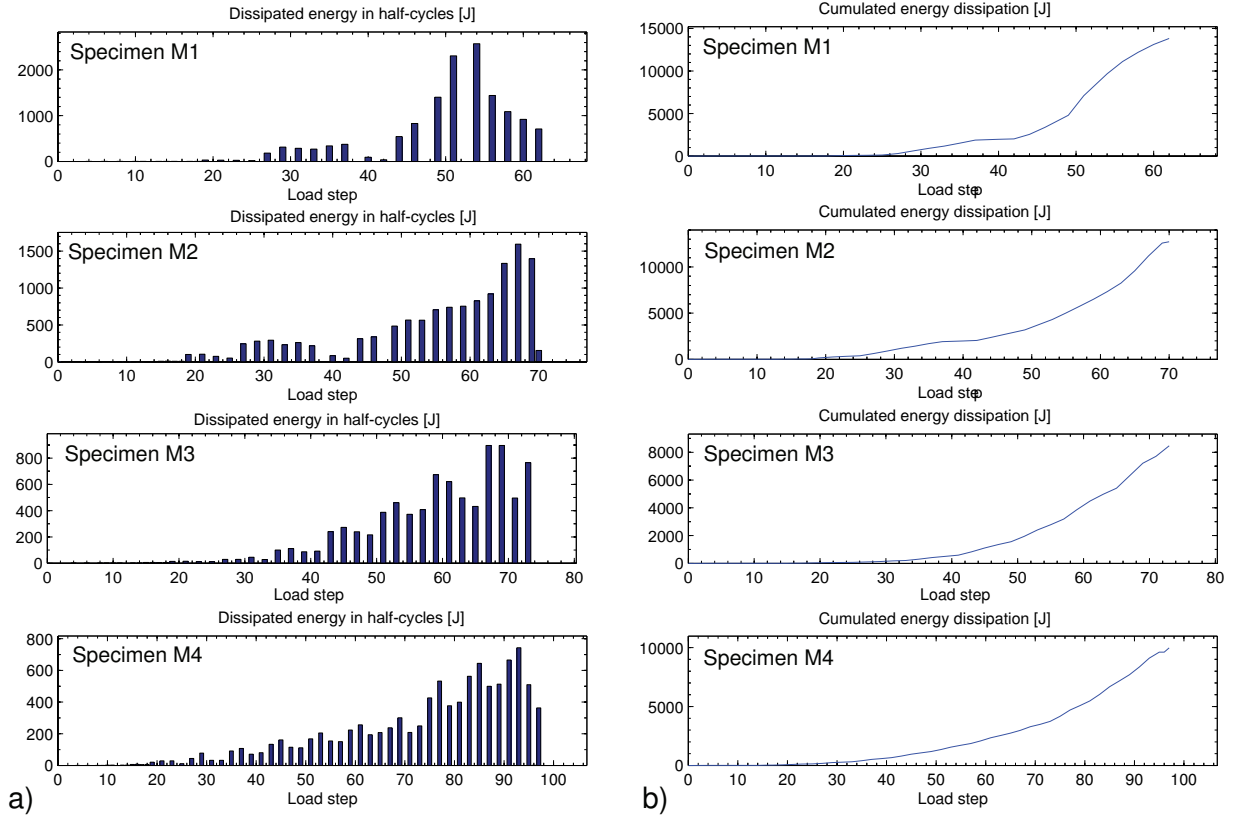 Dissipated energy in half-cycles [J]
Specimen M1
2000
1000
0
0 10 20 30 40 50 60
Load step
Dissipated energy in half-cycles [J]
Specimen M2
1500
1000
500
0
0 10 20 30 40 50 60 70
Load step
Dissipated energy in half-cycles [J]
Specimen M3
800
600
400
200
0
0 10 20 30 40 50 60 70 80
Load step
Dissipated energy in half-cycles [J]
Specimen M4
800
600
400
200
0
0 10 20 30 40 50 60 70 80 90 100
Load step
a)
Cumulated energy dissipation [J]
Specimen M1
15000
10000
5000
0
0 10 20 30 40 50 60
Load step
Cumulated energy dissipation [J]
Specimen M2
10000
5000
0
0 10 20 30 40 50 60 70
Load step
Cumulated energy dissipation [J]
Specimen M3
8000
6000
4000
2000
0
0 10 20 30 40 50 60 70 80
Load step
Cumulated energy dissipation [J]
Specimen M4
10000
5000
0
0 10 20 30 40 50 60 70 80 90 100
Load step
b)